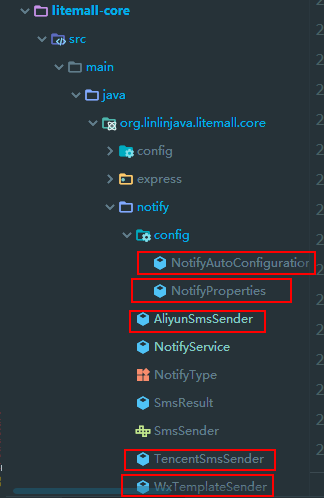 litemall-core
src
main
java
org.linlinjava.litemall.core
config
express
notify
config
NotifyAutoConfiguration
NotifyProperties
AliyunSmsSender
NotifyService
NotifyType
SmsResult
SmsSender
TencentSmsSender
WxTemplateSender